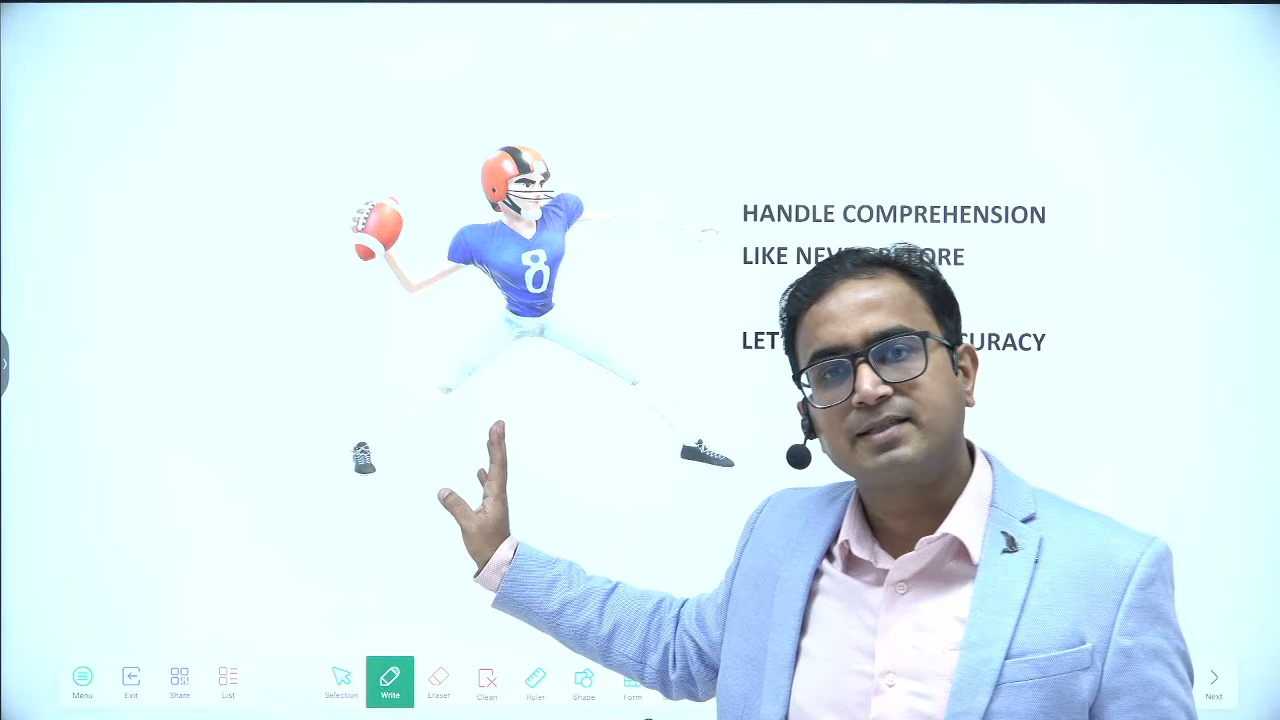 8
HANDLE COMPREHENSION
LIKE
Menu
Exit
Share
List
Selection
Write
Eraser
Clean
Ruler
Shape
Form
Next